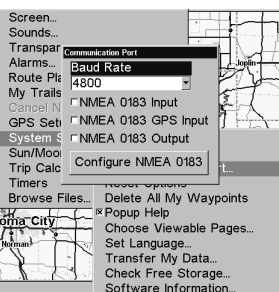 Screen...
Sounds...
Transpar
Communication Port
Alarms...
Baud Rate
Joplin
Route Pla
4800
My Trails
NMEA 0183 Input
Cancel N
NMEA 0183 GPS Input
GPS Setu
System S
NMEA 0183 Output
Sun/Moo
Configure NMEA 0183
Trip Calc
t...
Timers
Reset Options
Browse Files...
Delete All My Waypoints
Popup Help
oma City
Choose Viewable Pages...
Norman
Set Language...
Transfer My Data...
Check Free Storage...
Software Information...